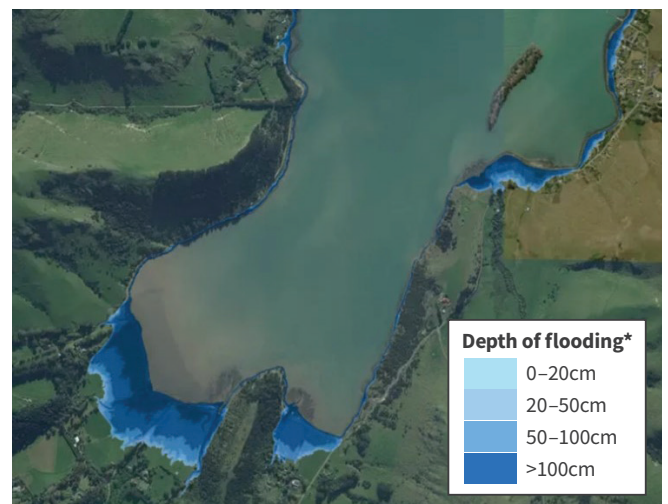 Depth of flooding*
0–20cm
20–50cm
50–100cm
>100cm